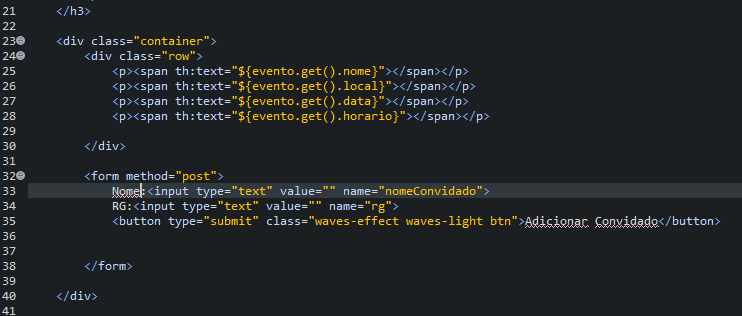 21 </h3>
22
23 <div class="container">
24 <div class="row">
25 <p><span th:text="${evento.get().nome}"></span></p>
26 <p><span th:text="${evento.get().local}"></span></p>
27 <p><span th:text="${evento.get().data}"></span></p>
28 <p><span th:text="${evento.get().horario}"></span></p>
29
30 </div>
31
32 <form method="post">
33 Nome:<input type="text" value="" name="nomeConvidado">
34 RG:<input type="text" value="" name="rg">
35 <button type="submit" class="waves-effect waves-light btn">Adicionar Convidado</button>
36
37
38 </form>
39
40 </div>
41